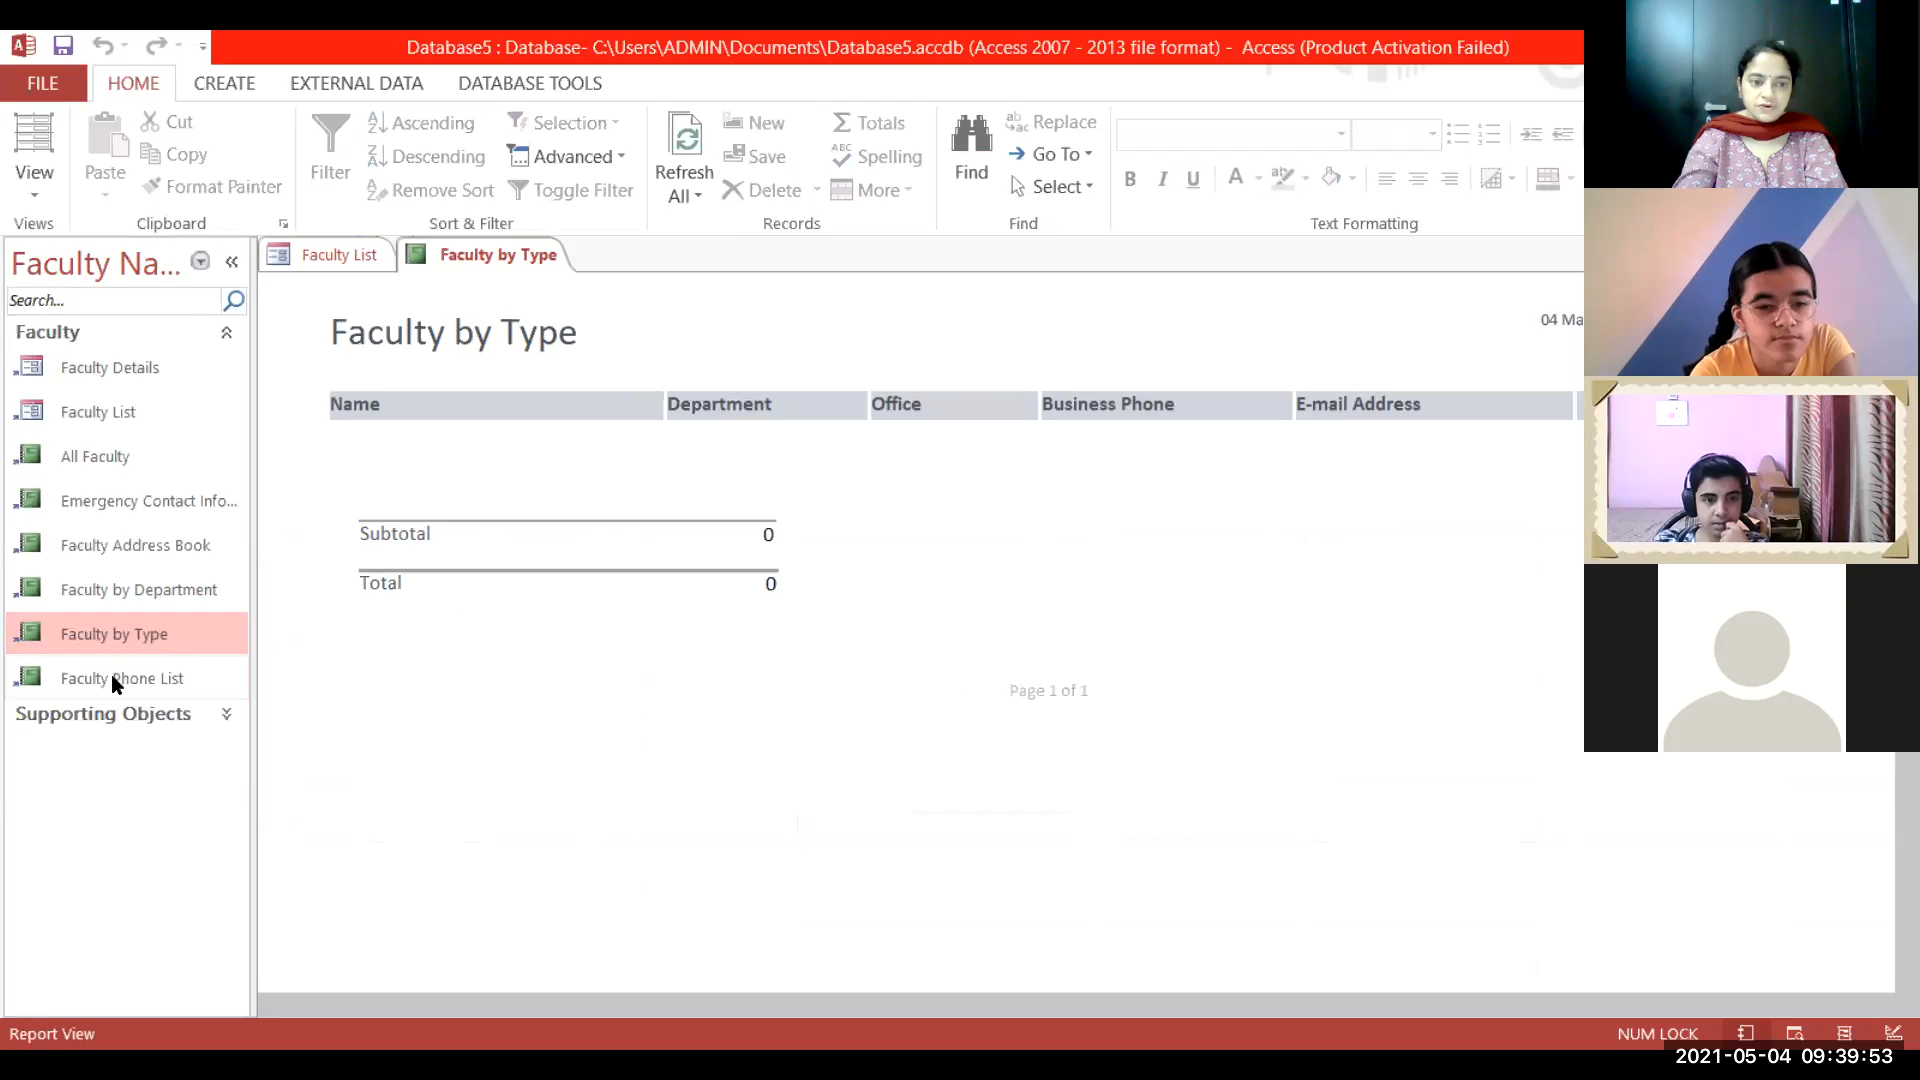 Database5 : Database- C:\Users\ADMIN\Documents\Database5.accdb (Access 2007 - 2013 file format) - Access (Product Activation Failed)
FILE HOME CREATE EXTERNAL DATA DATABASE TOOLS
View
Views
Paste
Cut
Copy
Format Painter
Clipboard
Filter
Ascending
Descending
Remove Sort
Selection
Advanced
Toggle Filter
Sort & Filter
Refresh
All
New
Save
Delete
Totals
Spelling
More
Records
Find
Replace
Go To
Select
Find
B I U A
Text Formatting
Faculty Na...
Search...
Faculty
Faculty Details
Faculty List
All Faculty
Emergency Contact Info...
Faculty Address Book
Faculty by Department
Faculty by Type
Faculty Phone List
Supporting Objects
Faculty List
Faculty by Type
Faculty by Type
04 Ma
Name Department Office Business Phone E-mail Address
Subtotal 0
Total 0
Page 1 of 1
Report View
NUM LOCK
2021-05-04 09:39:53